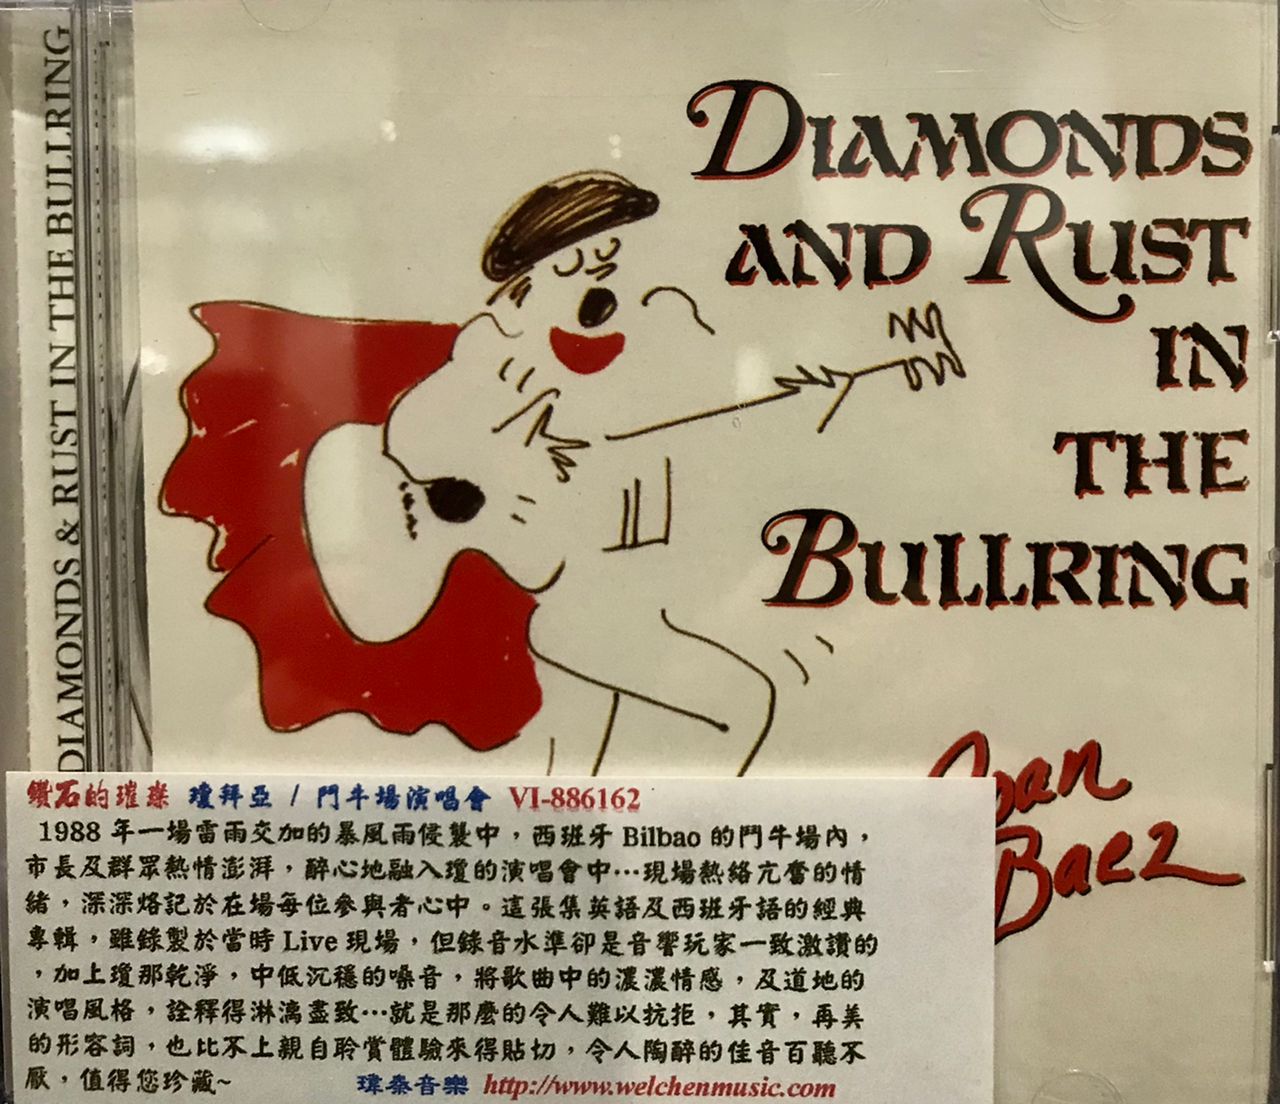 DIAMONDS & RUST IN THE BULLRING
DIAMONDS
AND RUST
IN
THE
BULLRING
Joan
Baez
鑽石的璀璨 瓊拜亞 / 鬥牛場演唱會 VI-886162
1988 年一場雷雨交加的暴風雨侵襲中，西班牙 Bilbao 的鬥牛場內，
市長及群眾熱情澎湃，醉心地融入瓊的演唱會中…現場熱絡亢奮的情
緒，深深烙記於在場每位參與者心中。這張集英語及西班牙語的經典
專輯，雖錄製於當時 Live 現場，但錄音水準卻是音響玩家一致激讚的
，加上瓊那乾淨，中低沉穩的嗓音，將歌曲中的濃濃情感，及道地的
演唱風格，詮釋得淋漓盡致…就是那麼的令人難以抗拒，其實，再美
的形容詞，也比不上親自聆賞體驗來得貼切，令人陶醉的佳音百聽不
厭，值得您珍藏~ 瑋秦音樂 http://www.welchenmusic.com